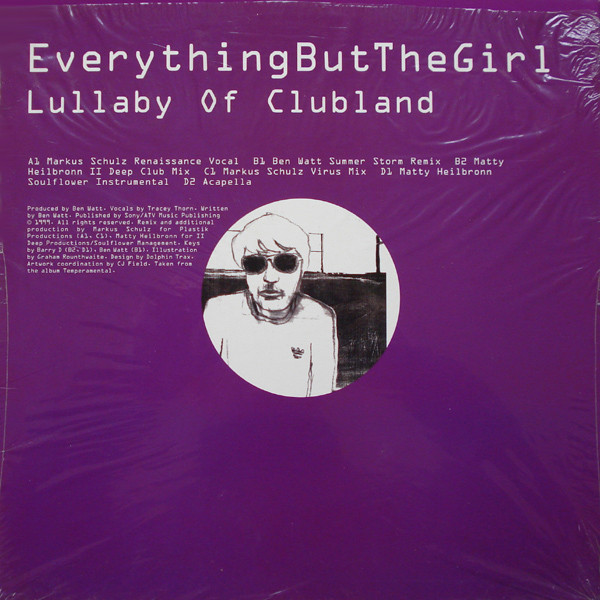 EverythingButTheGirl
Lullaby Of Clubland
A1 Markus Schulz Renaissance Vocal B1 Ben Watt Summer Storm Remix B2 Matty
Heilbronn II Deep Club Mix C1 Markus Schulz Virus Mix D1 Matty Heilbronn
Soulflower Instrumental D2 Acapella
Produced by Ben Watt. Vocals by Tracey Thorn. Written
by Ben Watt. Published by Sony/ATV Music Publishing
© 1999. All rights reserved. Remix and additional
production by Markus Schulz for Plastik
Productions (A1, C1). Matty Heilbronn for II
Deep Productions/Soulflower Management. Keys
by Barry D (B2, D1), Ben Watt (B1). Illustration
by Graham Rounthwaite. Design by Dolphin Trax.
Artwork coordination by CJ Field. Taken from
the album Temperamental.